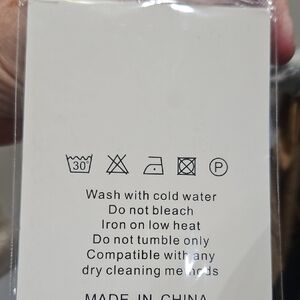 30°
P
Wash with cold water
Do not bleach
Iron on low heat
Do not tumble only
Compatible with any
dry cleaning methods
MADE IN CHINA